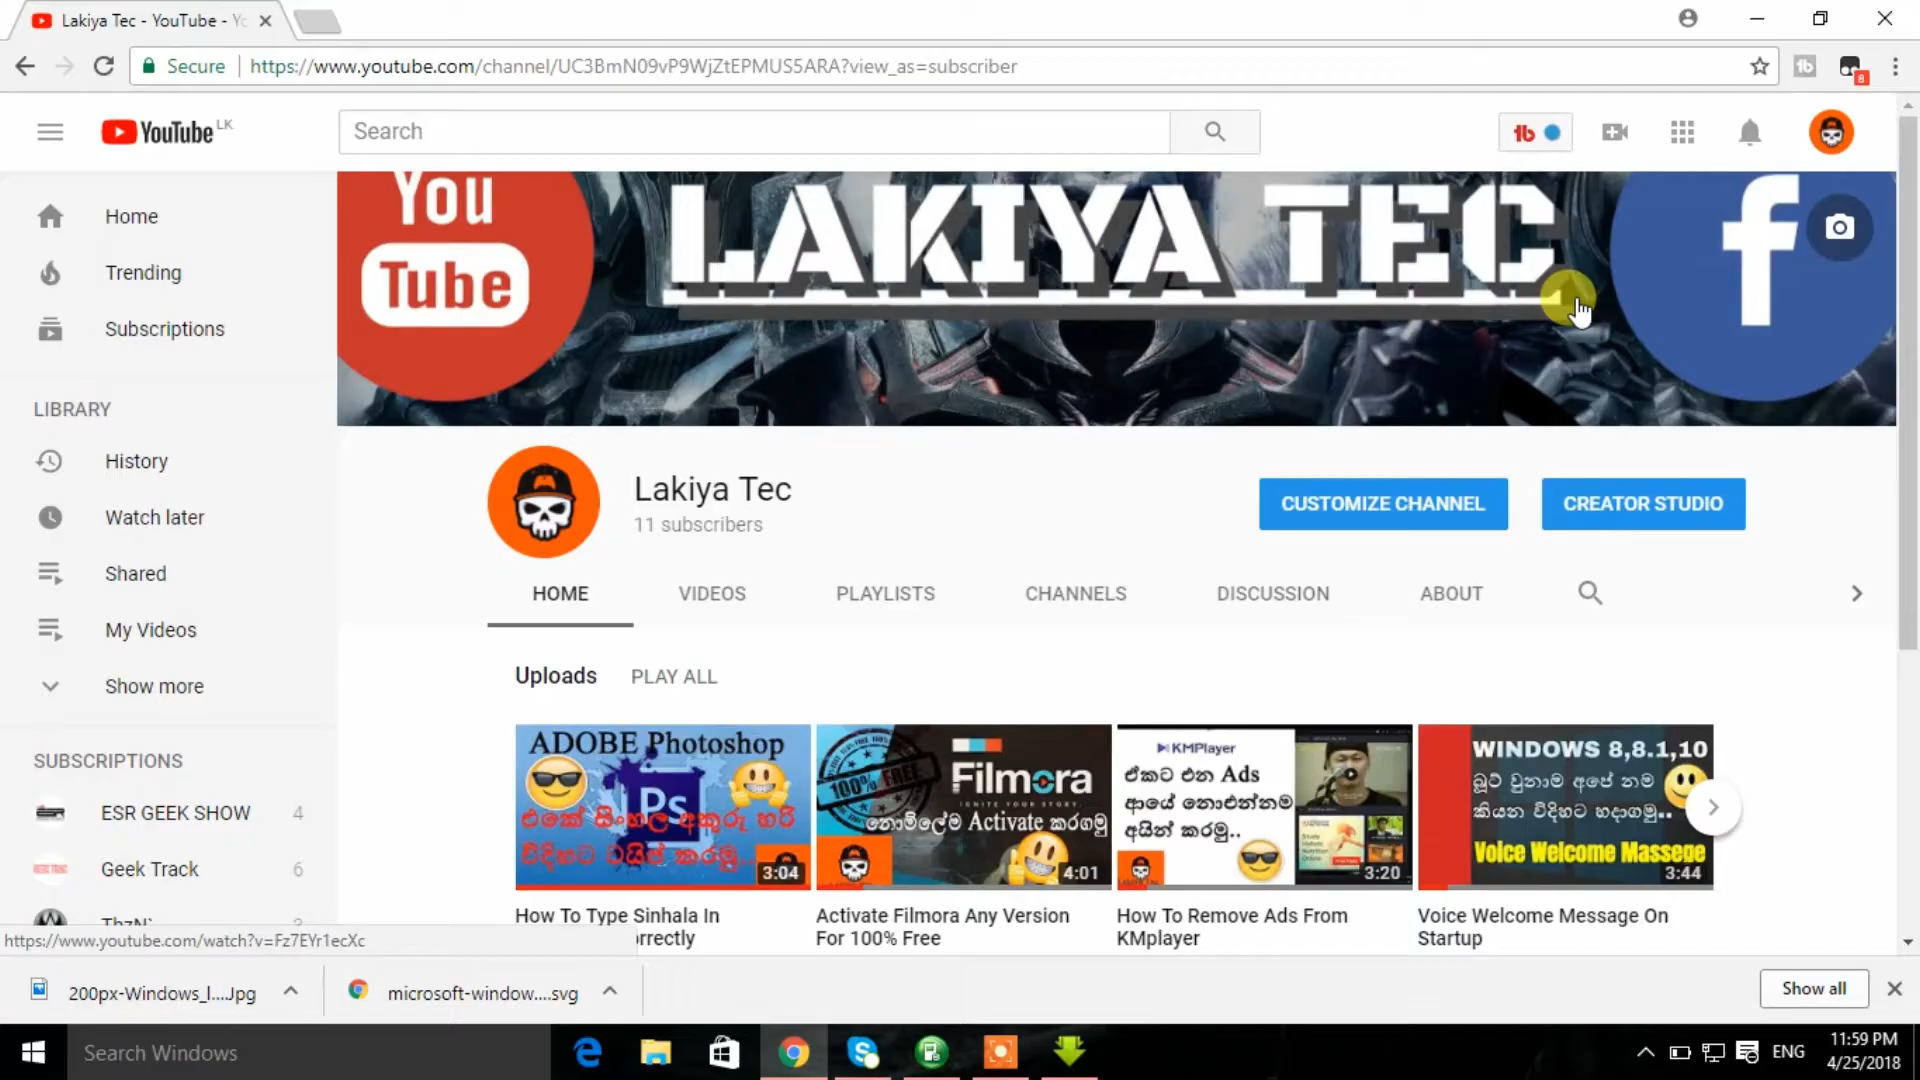 Lakiya Tec - YouTube - Yo
Secure
https://www.youtube.com/channel/UC3BmN09vP9WjZtEPMUS5ARA?view_as=subscriber
8
YouTube LK
Search
Home
Trending
Subscriptions
LIBRARY
History
Watch later
Shared
My Videos
Show more
SUBSCRIPTIONS
ESR GEEK SHOW 4
Geek Track 6
You
Tube
LAKIYA TEC
f
Lakiya Tec
11 subscribers
CUSTOMIZE CHANNEL
CREATOR STUDIO
HOME
VIDEOS
PLAYLISTS
CHANNELS
DISCUSSION
ABOUT
Uploads
PLAY ALL
ADOBE Photoshop
Ps
එකේ සිංහල අකුරු හරි
විදිහට ටයිප් කරමු..
3:04
How To Type Sinhala In
rrectly
100% FREE
Filmora
IGNITE YOUR STORY
නොමිලේම Activate කරගමු
4:01
Activate Filmora Any Version
For 100% Free
KMPlayer
ඒකට එන Ads
ආයේ නොඑන්නම
අයින් කරමු..
3:20
How To Remove Ads From
KMplayer
WINDOWS 8,8.1,10
බූට් වුනාම අපේ නම
කියන විදිහට හදාගමු..
Voice Welcome Massege
3:44
Voice Welcome Message On
Startup
https://www.youtube.com/watch?v=Fz7EYr1ecXc
200px-Windows_l....Jpg
microsoft-window....svg
Show all
Search Windows
ENG
11:59 PM
4/25/2018